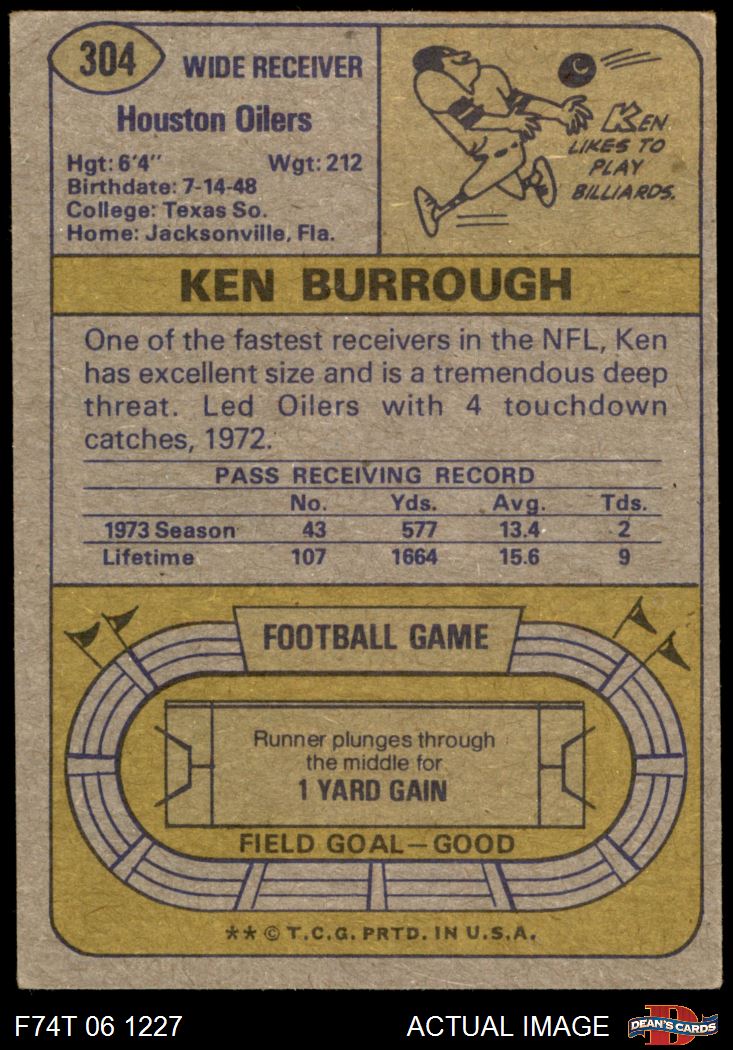 304
WIDE RECEIVER
Houston Oilers
Hgt: 6'4" Wgt: 212
Birthdate: 7-14-48
College: Texas So.
Home: Jacksonville, Fla.
KEN
LIKES TO
PLAY
BILLIARDS.
KEN BURROUGH
One of the fastest receivers in the NFL, Ken
has excellent size and is a tremendous deep
threat. Led Oilers with 4 touchdown
catches, 1972.
PASS RECEIVING RECORD
No. Yds. Avg. Tds.
1973 Season 43 577 13.4 2
Lifetime 107 1664 15.6 9
FOOTBALL GAME
Runner plunges through
the middle for
1 YARD GAIN
FIELD GOAL—GOOD
** © T.C.G. PRTD. IN U.S.A.
F74T 06 1227 ACTUAL IMAGE
D
DEAN'S CARDS